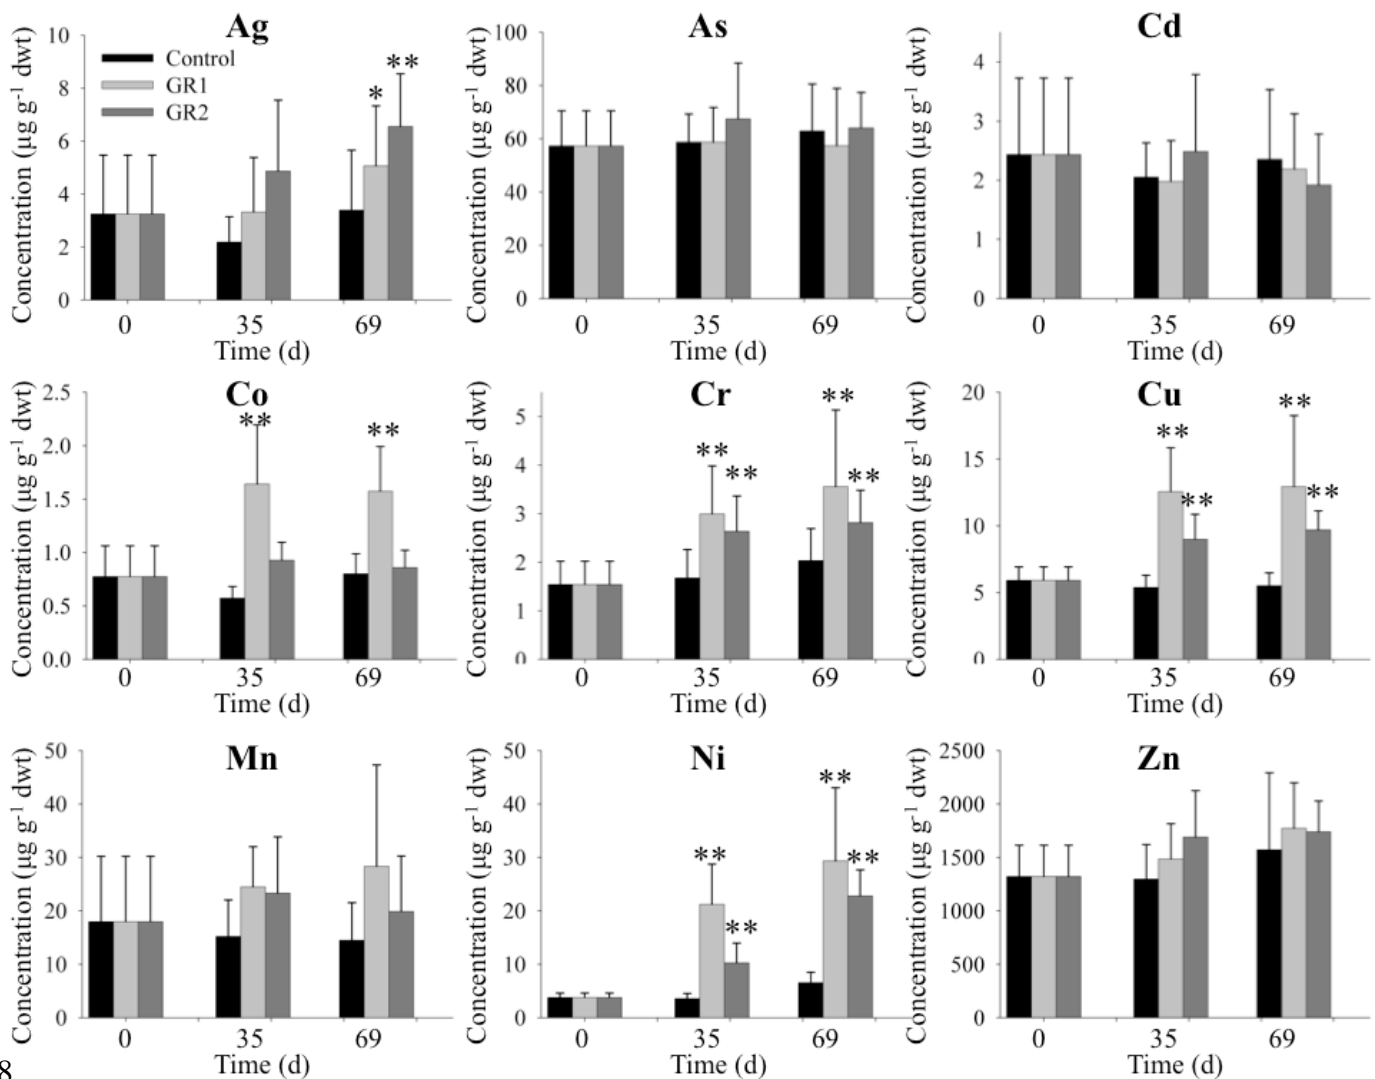 Ag
Concentration (µg g-1 dwt)
10
8
6
4
2
0
Control
GR1
GR2
*
**
0 35 69
Time (d)
As
Concentration (µg g-1 dwt)
100
80
60
40
20
0
0 35 69
Time (d)
Cd
Concentration (µg g-1 dwt)
4
3
2
1
0
0 35 69
Time (d)
Co
Concentration (µg g-1 dwt)
2.5
2.0
1.5
1.0
0.5
0.0
**
**
0 35 69
Time (d)
Cr
Concentration (µg g-1 dwt)
5
4
3
2
1
0
**
**
**
**
0 35 69
Time (d)
Cu
Concentration (µg g-1 dwt)
20
15
10
5
0
**
**
**
**
0 35 69
Time (d)
Mn
Concentration (µg g-1 dwt)
50
40
30
20
10
0
0 35 69
Time (d)
Ni
Concentration (µg g-1 dwt)
50
40
30
20
10
0
**
**
**
**
0 35 69
Time (d)
Zn
Concentration (µg g-1 dwt)
2500
2000
1500
1000
500
0
0 35 69
Time (d)
8